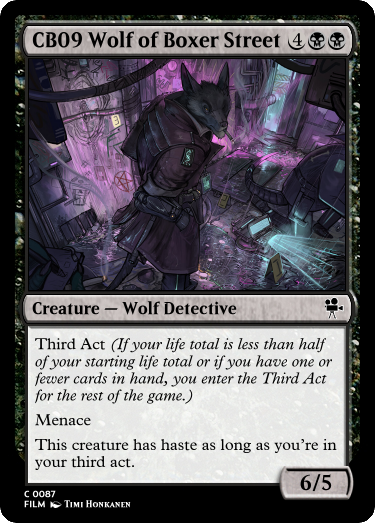 CB09 Wolf of Boxer Street 4
Creature — Wolf Detective
Third Act (If your life total is less than half
of your starting life total or if you have one or
fewer cards in hand, you enter the Third Act
for the rest of the game.)
Menace
This creature has haste as long as you're in
your third act.
6/5
C 0087
FILM Timi Honkanen